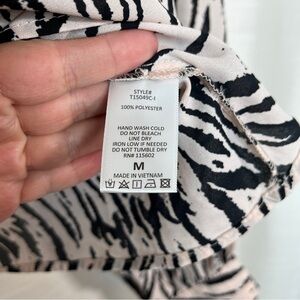 STYLE#
T15049C-I
100% POLYESTER
HAND WASH COLD
DO NOT BLEACH
LINE DRY
IRON LOW IF NEEDED
DO NOT TUMBLE DRY
RN# 115602
M
MADE IN VIETNAM